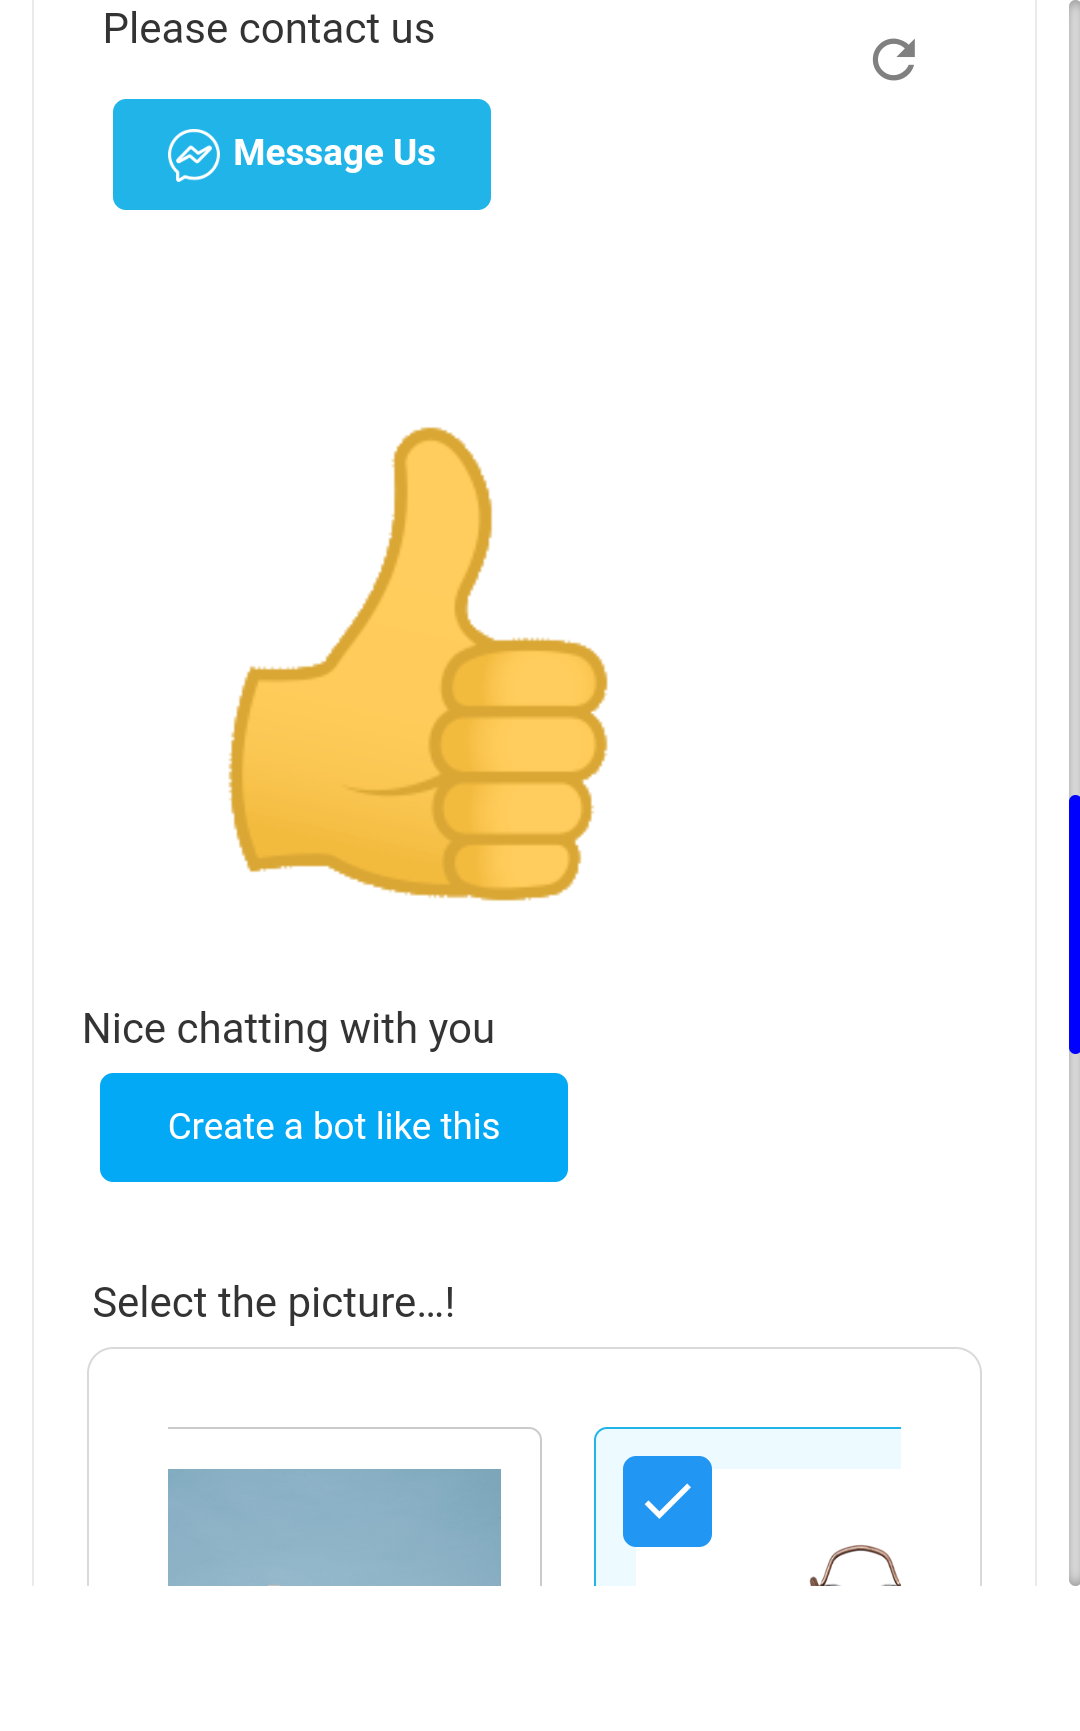 Please contact us
Message Us
Nice chatting with you
Create a bot like this
Select the picture...!